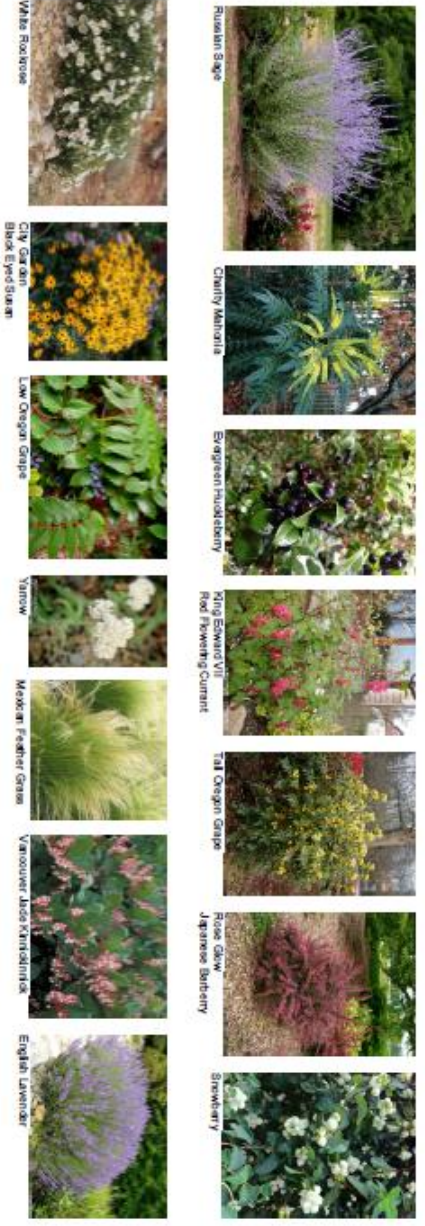 Russian Sage
Charity Mahonia
Evergreen Huckleberry
King Edward VII
Red Flowering Currant
Tall Oregon Grape
Rose Glow
Japanese Barberry
Snowberry
White Rockrose
City Garden
Black Eyed Susan
Low Oregon Grape
Yarrow
Mexican Feather Grass
Vancouver Jade Kinnickinnick
English Lavender